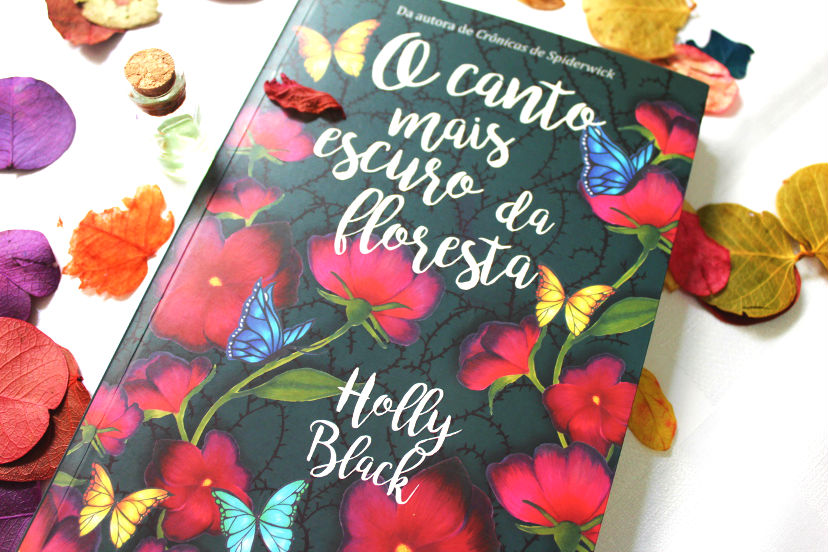 Da autora de Crônicas de Spiderwick
O canto
mais
escuro da
floresta
Holly
Black